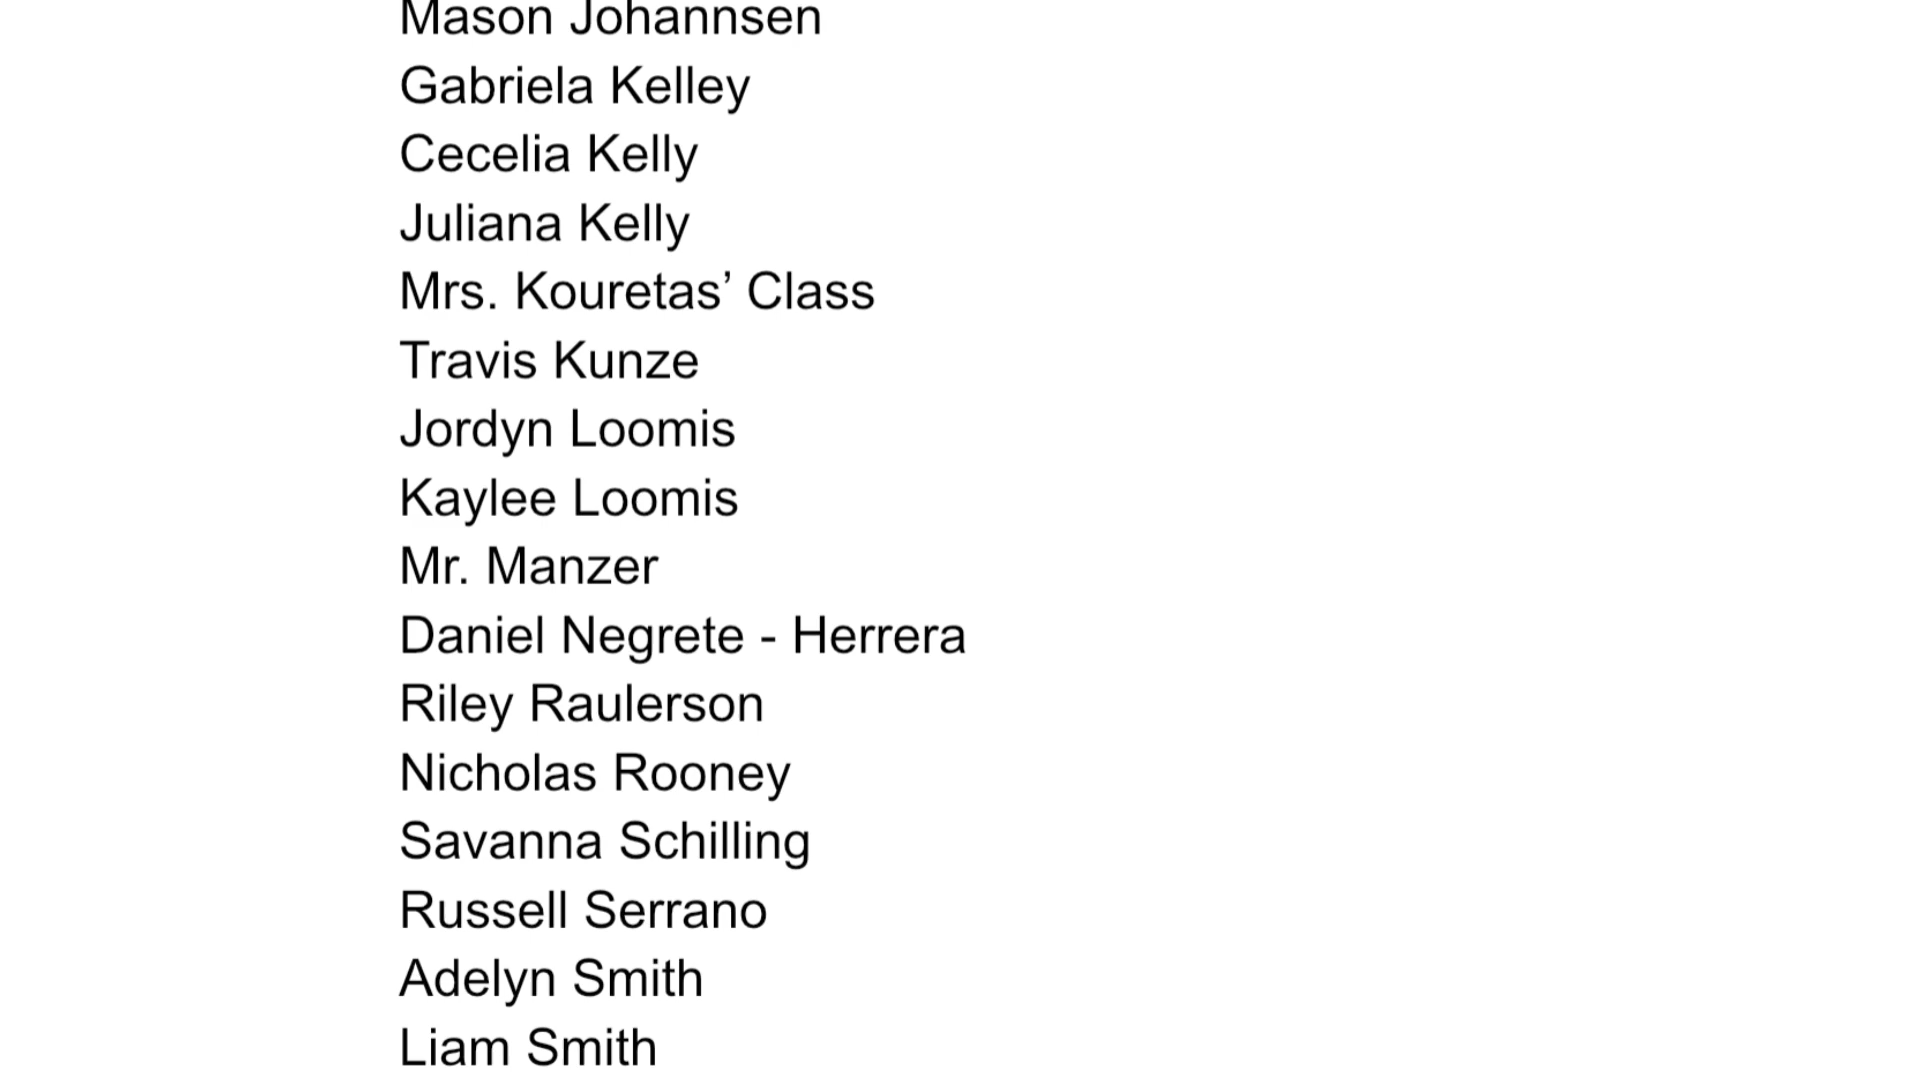 Mason Johannsen
Gabriela Kelley
Cecelia Kelly
Juliana Kelly
Mrs. Kouretas’ Class
Travis Kunze
Jordyn Loomis
Kaylee Loomis
Mr. Manzer
Daniel Negrete - Herrera
Riley Raulerson
Nicholas Rooney
Savanna Schilling
Russell Serrano
Adelyn Smith
Liam Smith